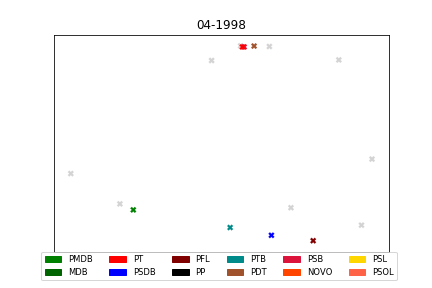 04-1998
PMDB PT PFL PTB PSB PSL
MDB PSDB PP PDT NOVO PSOL